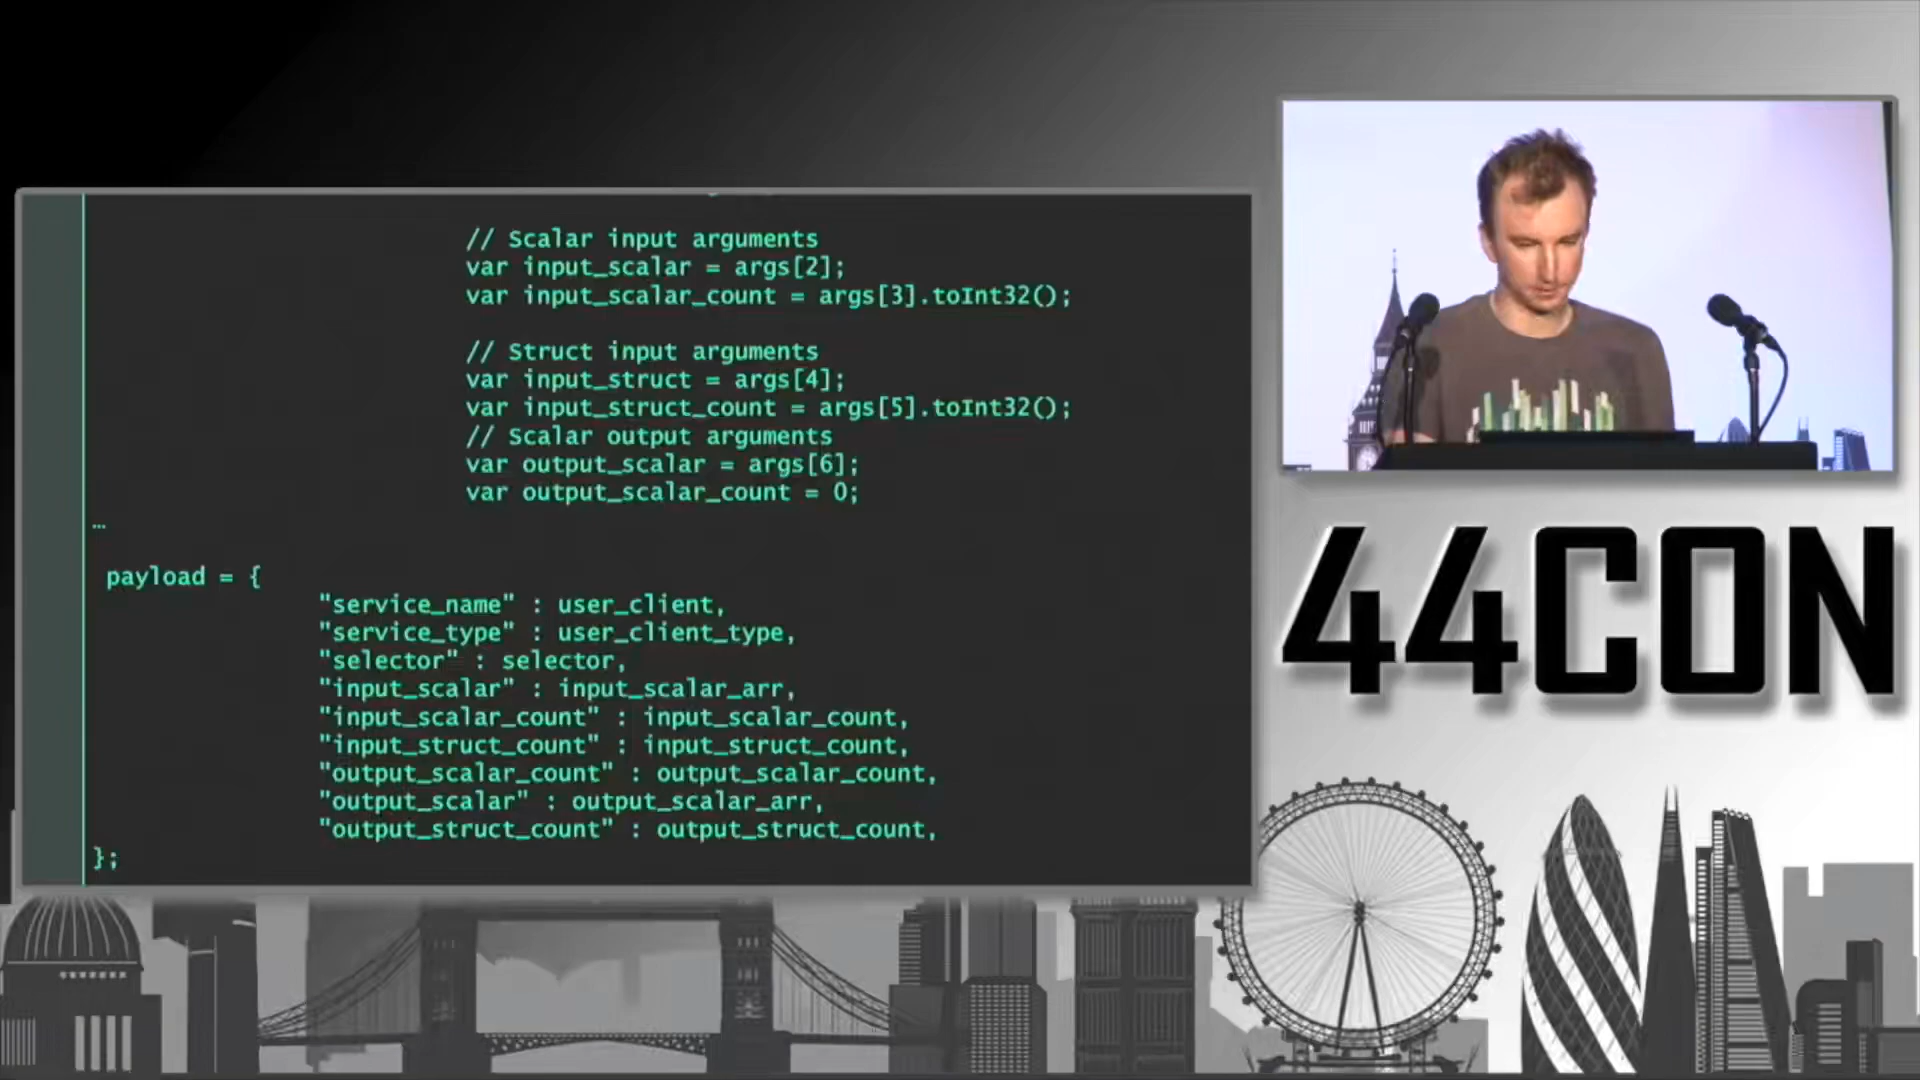 // Scalar input arguments
var input_scalar = args[2];
var input_scalar_count = args[3].toInt32();
// Struct input arguments
var input_struct = args[4];
var input_struct_count = args[5].toInt32();
// Scalar output arguments
var output_scalar = args[6];
var output_scalar_count = 0;
…
payload = {
"service_name" : user_client,
"service_type" : user_client_type,
"selector" : selector,
"input_scalar" : input_scalar_arr,
"input_scalar_count" : input_scalar_count,
"input_struct_count" : input_struct_count,
"output_scalar_count" : output_scalar_count,
"output_scalar" : output_scalar_arr,
"output_struct_count" : output_struct_count,
};
44CON